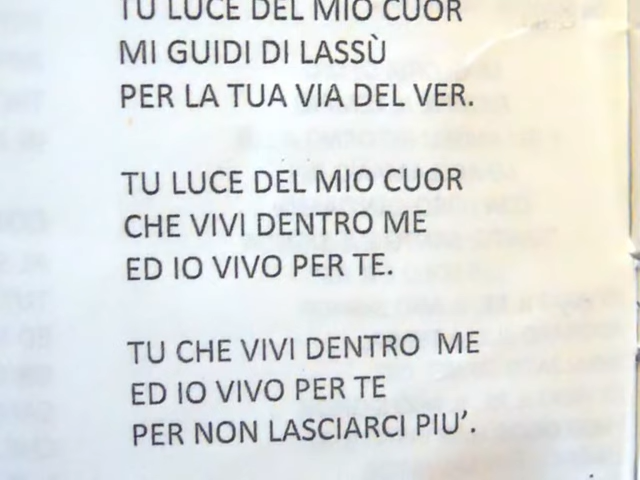 TU LUCE DEL MIO CUOR
MI GUIDI DI LASSÙ
PER LA TUA VIA DEL VER.
TU LUCE DEL MIO CUOR
CHE VIVI DENTRO ME
ED IO VIVO PER TE.
TU CHE VIVI DENTRO ME
ED IO VIVO PER TE
PER NON LASCIARCI PIU'.